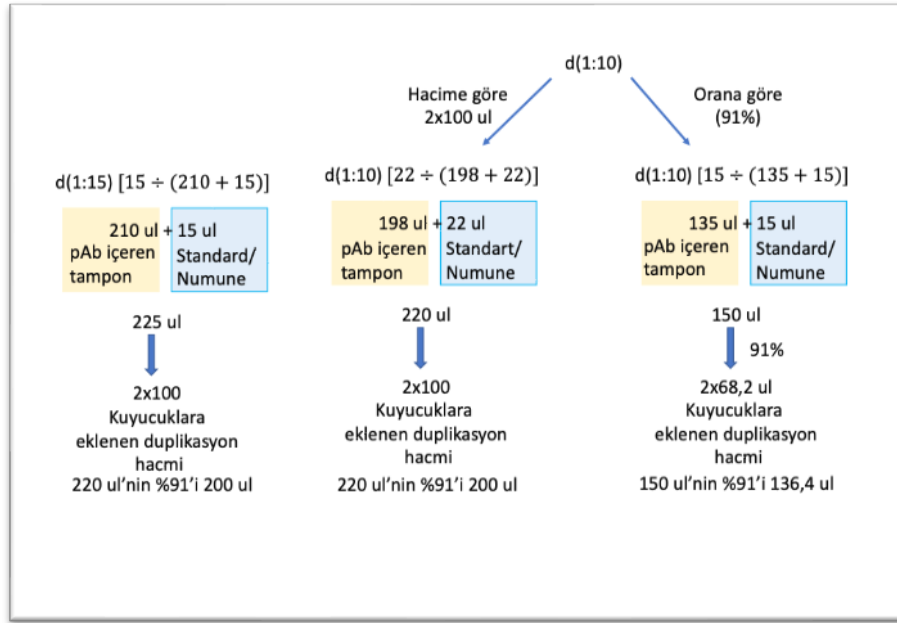 d(1:10)
Hacime göre
2x100 ul
Orana göre
(91%)
d(1:15) [15 ÷ (210 + 15)]
210 ul + 15 ul
pAb içeren
tampon
Standard/
Numune
225 ul
2x100
Kuyucuklara
eklenen duplikasyon
hacmi
220 ul’nin %91’i 200 ul
d(1:10) [22 ÷ (198 + 22)]
198 ul + 22 ul
pAb içeren
tampon
Standart/
Numune
220 ul
2x100
Kuyucuklara
eklenen duplikasyon
hacmi
220 ul’nin %91’i 200 ul
d(1:10) [15 ÷ (135 + 15)]
135 ul + 15 ul
pAb içeren
tampon
Standard/
Numune
150 ul
91%
2x68,2 ul
Kuyucuklara
eklenen duplikasyon
hacmi
150 ul’nin %91’i 136,4 ul